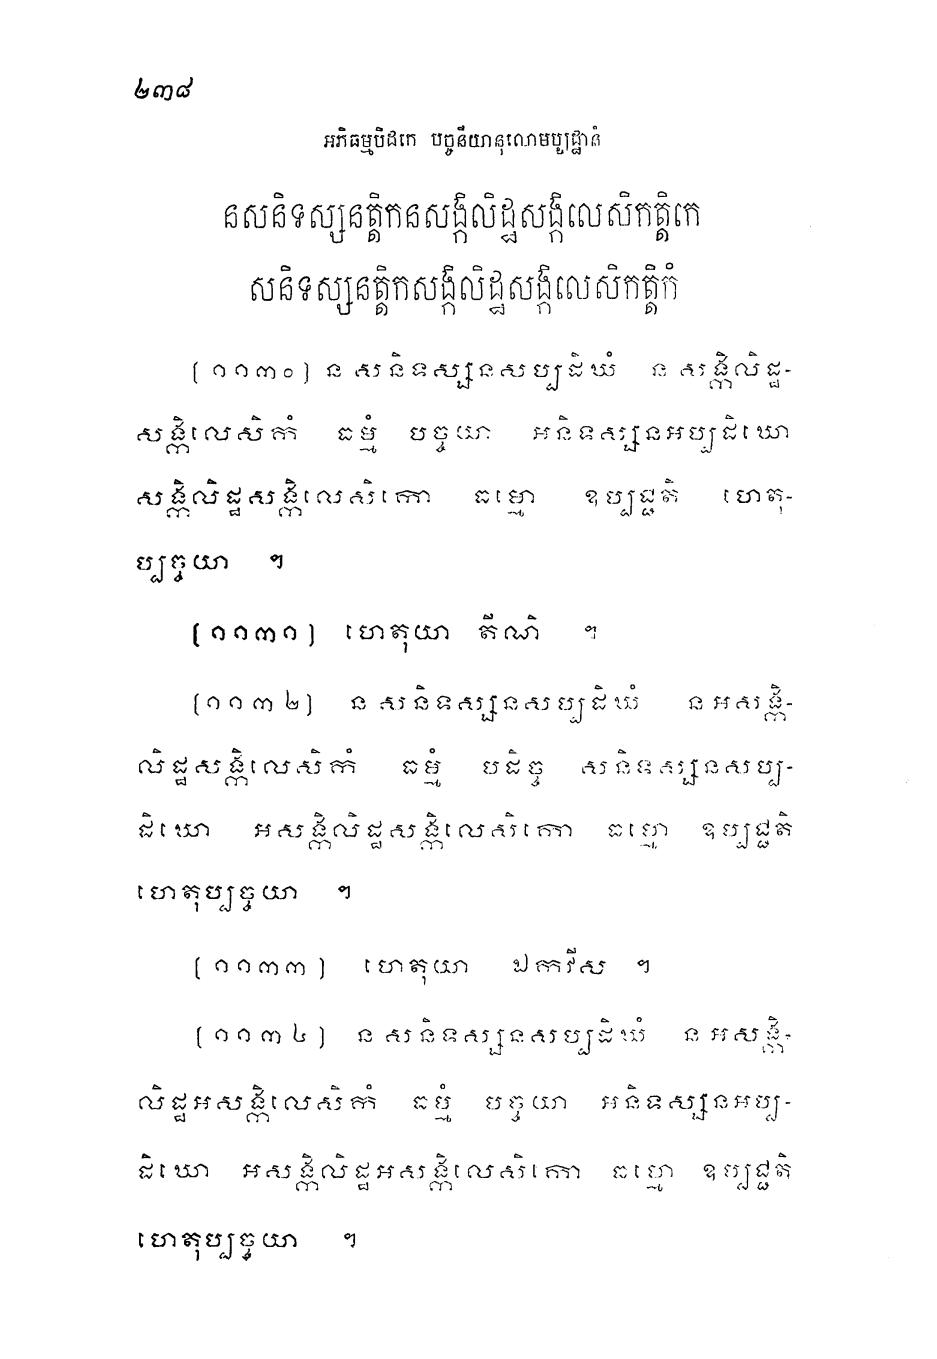 ២៣៨
អភិធម្មបិដកេ បច្ចនីយានុលោមប្បដ្ឋានំ
នសនិទស្សនត្តិកនសង្កិលិដ្ឋសង្កិលេសិកត្តិកេ
សនិទស្សនត្តិកសង្កិលិដ្ឋសង្កិលេសិកត្តិកំ
[១១៣០] ន សនិទស្សនសប្បដិឃំ ន សង្កិលិដ្ឋ-
សង្កិលេសិកំ ធម្មំ បច្ចយា អនិទស្សនអប្បដិឃោ
សង្កិលិដ្ឋសង្កិលេសិកោ ធម្មោ ឧប្បជ្ជតិ ហេតុ-
ប្បច្ចយា ។
[១១៣១] ហេតុយា តីណិ ។
[១១៣២] ន សនិទស្សនសប្បដិឃំ ន អសង្កិ-
លិដ្ឋសង្កិលេសិកំ ធម្មំ បដិច្ច សនិទស្សនសប្ប-
ដិឃោ អសង្កិលិដ្ឋសង្កិលេសិកោ ធម្មោ ឧប្បជ្ជតិ
ហេតុប្បច្ចយា ។
[១១៣៣] ហេតុយា ឯកវីស ។
[១១៣៤] ន សនិទស្សនសប្បដិឃំ ន អសង្កិ-
លិដ្ឋអសង្កិលេសិកំ ធម្មំ បច្ចយា អនិទស្សនអប្ប-
ដិឃោ អសង្កិលិដ្ឋអសង្កិលេសិកោ ធម្មោ ឧប្បជ្ជតិ
ហេតុប្បច្ចយា ។